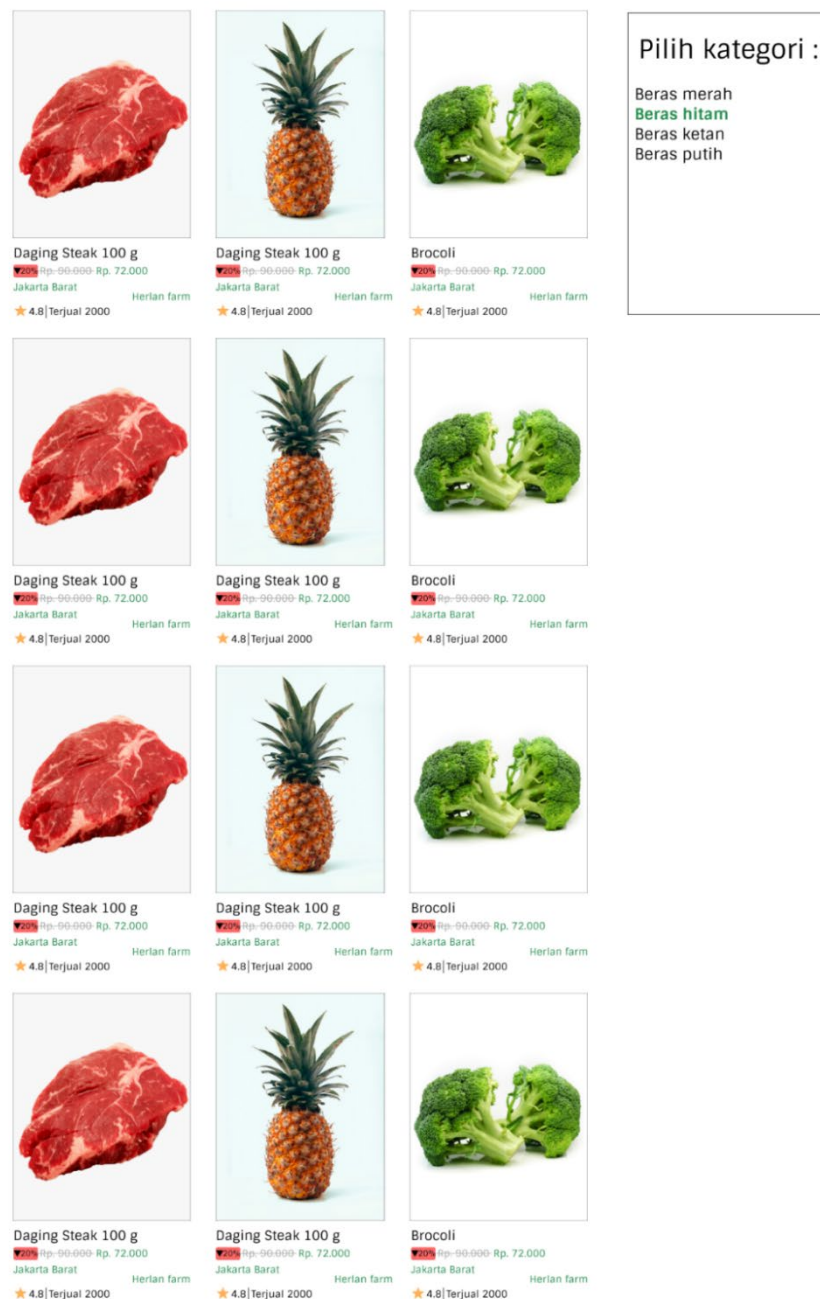 Pilih kategori :
Beras merah
Beras hitam
Beras ketan
Beras putih
Daging Steak 100 g
▼20% Rp. 90.000 Rp. 72.000
Jakarta Barat
Herlan farm
4.8|Terjual 2000
Daging Steak 100 g
▼20% Rp. 90.000 Rp. 72.000
Jakarta Barat
Herlan farm
4.8|Terjual 2000
Brocoli
▼20% Rp. 90.000 Rp. 72.000
Jakarta Barat
Herlan farm
4.8|Terjual 2000
Daging Steak 100 g
▼20% Rp. 90.000 Rp. 72.000
Jakarta Barat
Herlan farm
4.8|Terjual 2000
Daging Steak 100 g
▼20% Rp. 90.000 Rp. 72.000
Jakarta Barat
Herlan farm
4.8|Terjual 2000
Brocoli
▼20% Rp. 90.000 Rp. 72.000
Jakarta Barat
Herlan farm
4.8|Terjual 2000
Daging Steak 100 g
▼20% Rp. 90.000 Rp. 72.000
Jakarta Barat
Herlan farm
4.8|Terjual 2000
Daging Steak 100 g
▼20% Rp. 90.000 Rp. 72.000
Jakarta Barat
Herlan farm
4.8|Terjual 2000
Brocoli
▼20% Rp. 90.000 Rp. 72.000
Jakarta Barat
Herlan farm
4.8|Terjual 2000
Daging Steak 100 g
▼20% Rp. 90.000 Rp. 72.000
Jakarta Barat
Herlan farm
4.8|Terjual 2000
Daging Steak 100 g
▼20% Rp. 90.000 Rp. 72.000
Jakarta Barat
Herlan farm
4.8|Terjual 2000
Brocoli
▼20% Rp. 90.000 Rp. 72.000
Jakarta Barat
Herlan farm
4.8|Terjual 2000